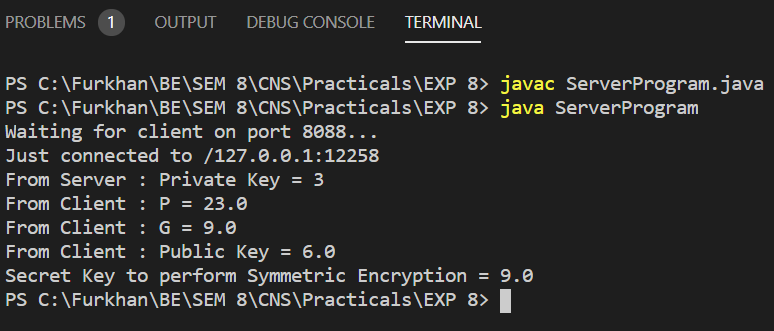 PROBLEMS 1 OUTPUT DEBUG CONSOLE TERMINAL
PS C:\Furkhan\BE\SEM 8\CNS\Practicals\EXP 8> javac ServerProgram.java
PS C:\Furkhan\BE\SEM 8\CNS\Practicals\EXP 8> java ServerProgram
Waiting for client on port 8088...
Just connected to /127.0.0.1:12258
From Server : Private Key = 3
From Client : P = 23.0
From Client : G = 9.0
From Client : Public Key = 6.0
Secret Key to perform Symmetric Encryption = 9.0
PS C:\Furkhan\BE\SEM 8\CNS\Practicals\EXP 8>